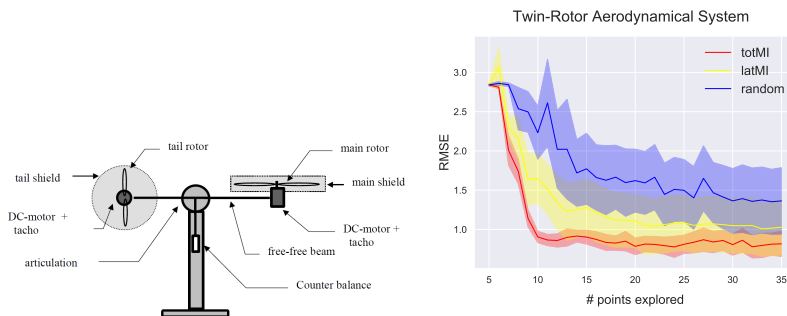 tail rotor
main rotor
tail shield
main shield
DC-motor +
tacho
DC-motor +
tacho
articulation
free-free beam
Counter balance
Twin-Rotor Aerodynamical System
totMI
latMI
random
RMSE
3.0
2.5
2.0
1.5
1.0
5 10 15 20 25 30 35
# points explored